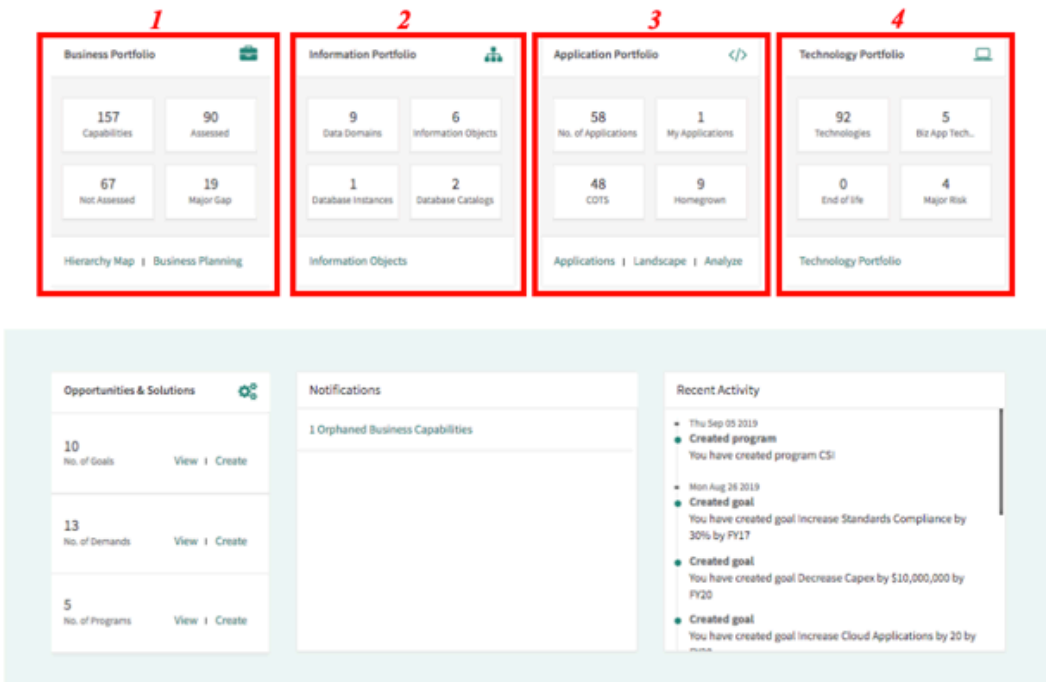 1
2
3
4
Business Portfolio
157
Capabilities
90
Assessed
67
Not Assessed
19
Major Gap
Hierarchy Map | Business Planning
Information Portfolio
9
Data Domains
6
Information Objects
1
Database Instances
2
Database Catalogs
Information Objects
Application Portfolio
</>
58
No. of Applications
1
My Applications
48
COTS
9
Homegrown
Applications | Landscape | Analyze
Technology Portfolio
92
Technologies
5
Biz App Tech..
0
End of life
4
Major Risk
Technology Portfolio
Opportunities & Solutions
10
No. of Goals
View | Create
13
No. of Demands
View | Create
5
No. of Programs
View | Create
Notifications
1 Orphaned Business Capabilities
Recent Activity
Thu Sep 05 2019
Created program
You have created program CSI
Mon Aug 26 2019
Created goal
You have created goal Increase Standards Compliance by
30% by FY17
Created goal
You have created goal Decrease Capex by $10,000,000 by
FY20
Created goal
You have created goal Increase Cloud Applications by 20 by